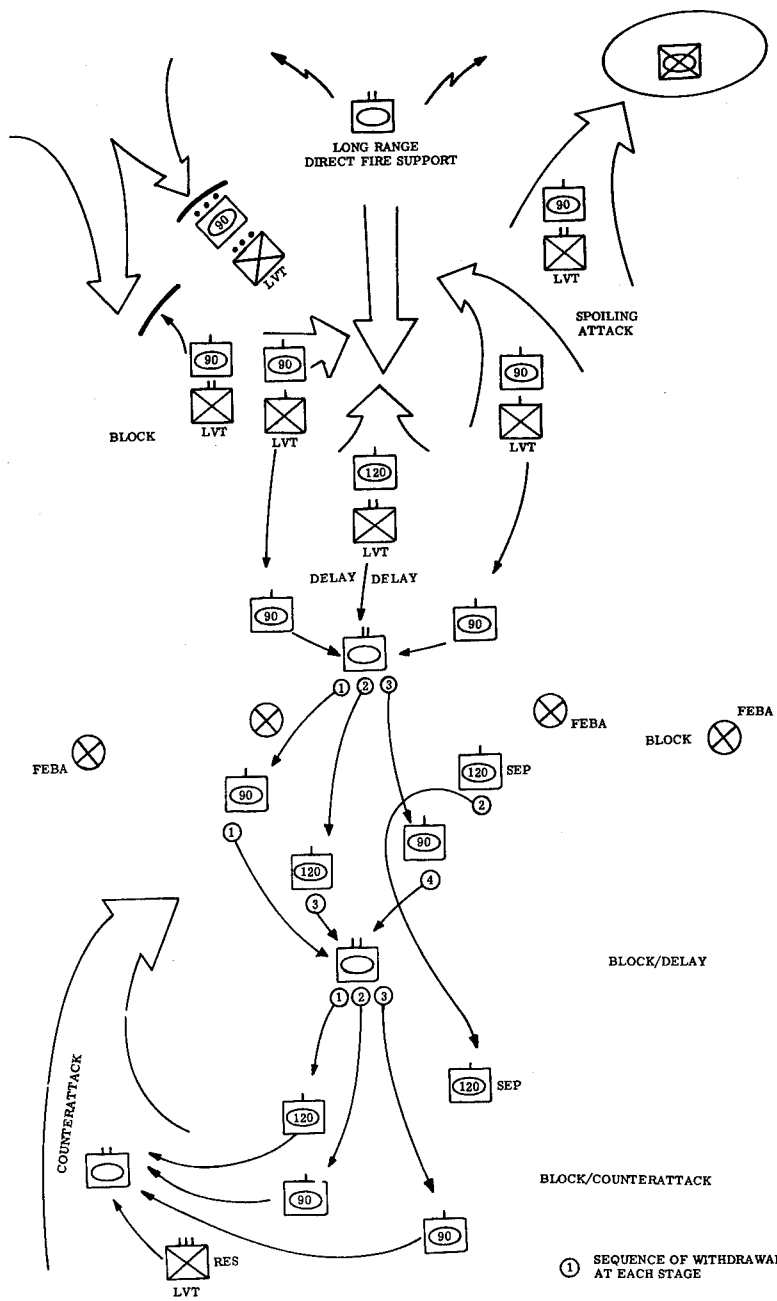 LONG RANGE
DIRECT FIRE SUPPORT
90
LVT
90
LVT
SPOILING
ATTACK
90
LVT
90
LVT
90
LVT
BLOCK
120
LVT
DELAY DELAY
90
90
1 2 3
FEBA
FEBA
BLOCK
FEBA
120 SEP
2
90
1
90
4
120
3
BLOCK/DELAY
1 2 3
120 SEP
120
COUNTERATTACK
90
BLOCK/COUNTERATTACK
90
RES
LVT
1 SEQUENCE OF WITHDRAWAL
AT EACH STAGE